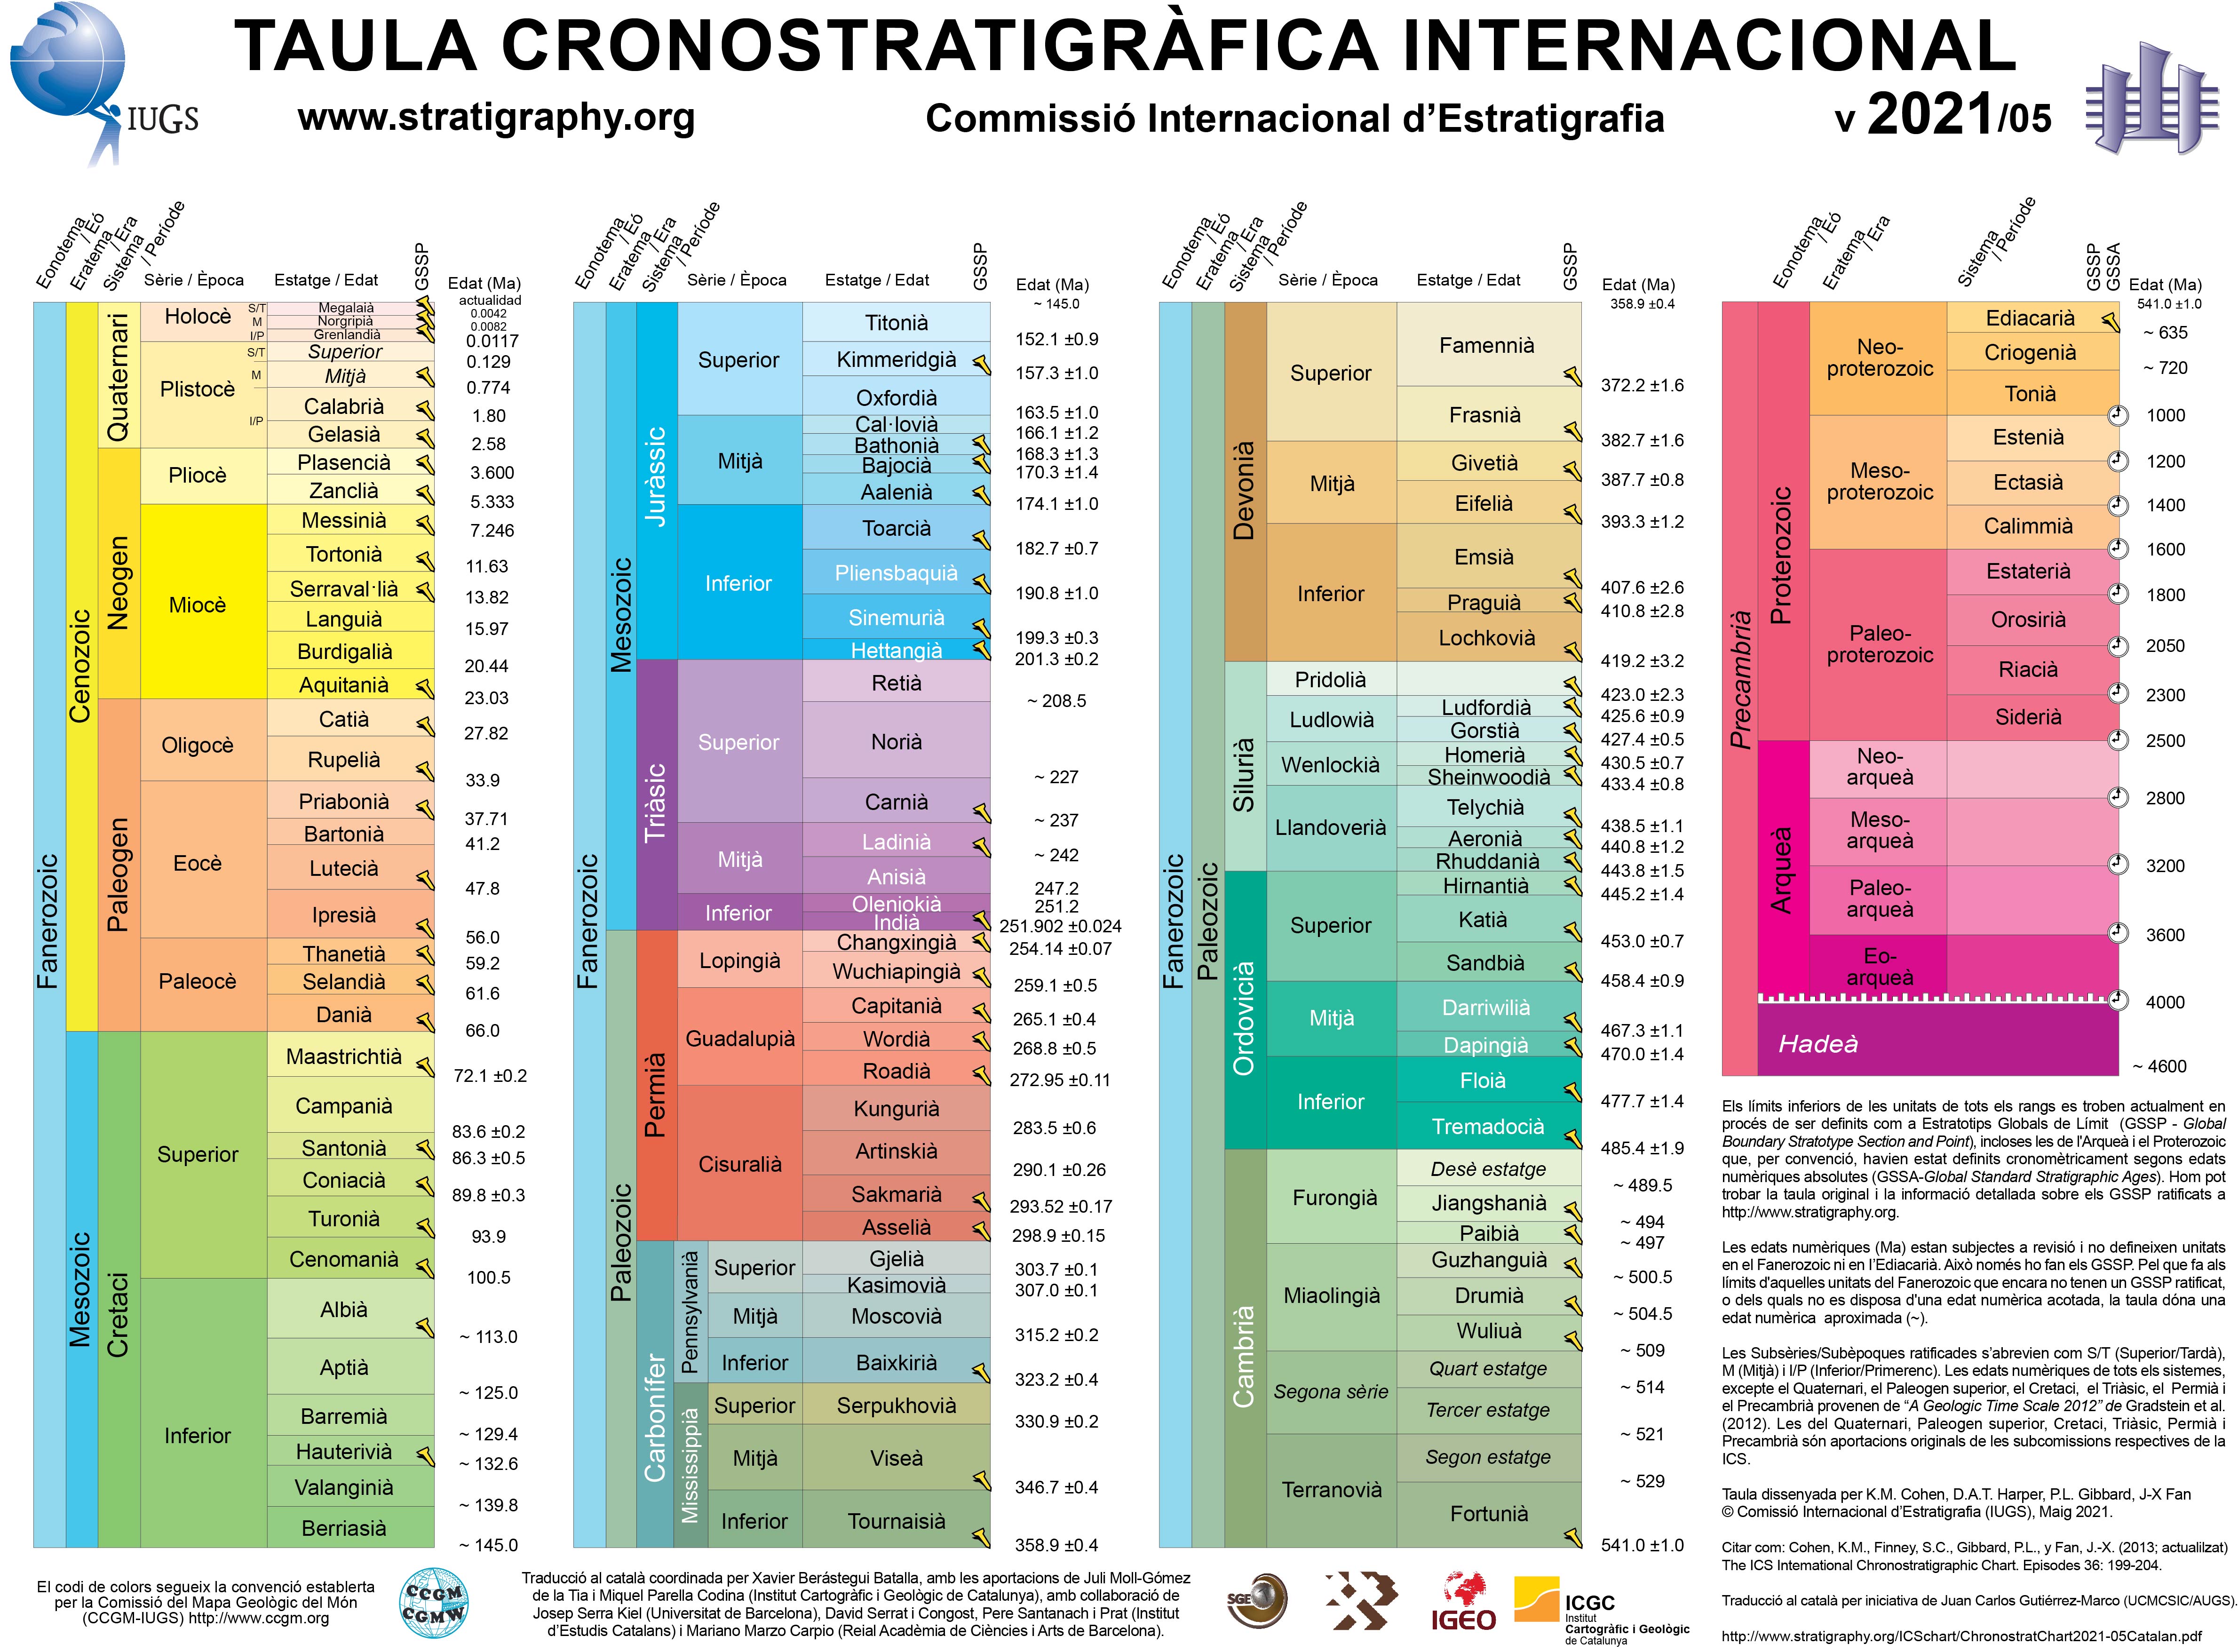 TAULA CRONOSTRATIGRÀFICA INTERNACIONAL
IUGS
www.stratigraphy.org
Commissió Internacional d’Estratigrafia
v 2021/05
Eonotema / Eó
Eratema / Era
Sistema / Període
Sèrie / Època
Estatge / Edat
GSSP
Edat (Ma)
Fanerozoic
Cenozoic
Quaternari
Holocè
S/T
Megalaià
M
Norgripià
I/P
Grenlandià
Plistocè
S/T
Superior
M
Mitjà
I/P
Calabrià
Gelasià
Neogen
Pliocè
Plasencià
Zanclià
Miocè
Messinià
Tortonià
Serraval·lià
Languià
Burdigalià
Aquitanià
Paleogen
Oligocè
Catià
Rupelià
Eocè
Priabonià
Bartonià
Lutecià
Ipresià
Paleocè
Thanetià
Selandià
Danià
Mesozoic
Cretaci
Superior
Maastrichtià
Campanià
Santonià
Coniacià
Turonià
Cenomanià
Inferior
Albià
Aptià
Barremià
Hauterivià
Valanginià
Berriasià
actualidad
0.0042
0.0082
0.0117
0.129
0.774
1.80
2.58
3.600
5.333
7.246
11.63
13.82
15.97
20.44
23.03
27.82
33.9
37.71
41.2
47.8
56.0
59.2
61.6
66.0
72.1 ±0.2
83.6 ±0.2
86.3 ±0.5
89.8 ±0.3
93.9
100.5
~ 113.0
~ 125.0
~ 129.4
~ 132.6
~ 139.8
~ 145.0
Eonotema / Eó
Eratema / Era
Sistema / Període
Sèrie / Època
Estatge / Edat
GSSP
Edat (Ma)
Fanerozoic
Mesozoic
Juràssic
Superior
Titonià
Kimmeridgià
Oxfordià
Mitjà
Cal·lovià
Bathonià
Bajocià
Aalenià
Inferior
Toarcià
Pliensbaquià
Sinemurià
Hettangià
Triàsic
Superior
Retià
Norià
Carnià
Mitjà
Ladinià
Anisià
Inferior
Oleniokià
Indià
Paleozoic
Permià
Lopingià
Changxingià
Wuchiapingià
Guadalupià
Capitanià
Wordià
Roadià
Cisuralià
Kungurià
Artinskià
Sakmarià
Asselià
Carbonífer
Pennsylvanià
Superior
Gjelià
Kasimovià
Mitjà
Moscovià
Inferior
Baixkirià
Mississippià
Superior
Serpukhovià
Mitjà
Viseà
Inferior
Tournaisià
~ 145.0
152.1 ±0.9
157.3 ±1.0
163.5 ±1.0
166.1 ±1.2
168.3 ±1.3
170.3 ±1.4
174.1 ±1.0
182.7 ±0.7
190.8 ±1.0
199.3 ±0.3
201.3 ±0.2
~ 208.5
~ 227
~ 237
~ 242
247.2
251.2
251.902 ±0.024
254.14 ±0.07
259.1 ±0.5
265.1 ±0.4
268.8 ±0.5
272.95 ±0.11
283.5 ±0.6
290.1 ±0.26
293.52 ±0.17
298.9 ±0.15
303.7 ±0.1
307.0 ±0.1
315.2 ±0.2
323.2 ±0.4
330.9 ±0.2
346.7 ±0.4
358.9 ±0.4
Eonotema / Eó
Eratema / Era
Sistema / Període
Sèrie / Època
Estatge / Edat
GSSP
Edat (Ma)
Fanerozoic
Paleozoic
Devonià
Superior
Famennià
Frasnià
Mitjà
Givetià
Eifelià
Inferior
Emsià
Praguià
Lochkovià
Silurià
Pridolià
Ludlowià
Ludfordià
Gorstià
Wenlockià
Homerià
Sheinwoodià
Llandoverià
Telychià
Aeronià
Rhuddanià
Ordovicià
Superior
Hirnantià
Katià
Sandbià
Mitjà
Darriwilià
Dapingià
Inferior
Floià
Tremadocià
Cambrià
Furongià
Desè estatge
Jiangshanià
Paibià
Miaolingià
Guzhanguià
Drumià
Wuliuà
Segona sèrie
Quart estatge
Tercer estatge
Terranovià
Segon estatge
Fortunià
358.9 ±0.4
372.2 ±1.6
382.7 ±1.6
387.7 ±0.8
393.3 ±1.2
407.6 ±2.6
410.8 ±2.8
419.2 ±3.2
423.0 ±2.3
425.6 ±0.9
427.4 ±0.5
430.5 ±0.7
433.4 ±0.8
438.5 ±1.1
440.8 ±1.2
443.8 ±1.5
445.2 ±1.4
453.0 ±0.7
458.4 ±0.9
467.3 ±1.1
470.0 ±1.4
477.7 ±1.4
485.4 ±1.9
~ 489.5
~ 494
~ 497
~ 500.5
~ 504.5
~ 509
~ 514
~ 521
~ 529
541.0 ±1.0
Eonotema / Eó
Eratema / Era
Sistema / Període
GSSP
GSSA
Edat (Ma)
Precambrià
Proterozoic
Neo-
proterozoic
Ediacarià
Criogenià
Tonià
Meso-
proterozoic
Estenià
Ectasià
Calimmià
Paleo-
proterozoic
Estaterià
Orosirià
Riacià
Siderià
Arqueà
Neo-
arqueà
Meso-
arqueà
Paleo-
arqueà
Eo-
arqueà
Hadeà
541.0 ±1.0
~ 635
~ 720
1000
1200
1400
1600
1800
2050
2300
2500
2800
3200
3600
4000
~ 4600
Els límits inferiors de les unitats de tots els rangs es troben actualment en
procés de ser definits com a Estratotips Globals de Límit (GSSP - Global
Boundary Stratotype Section and Point), incloses les de l'Arqueà i el Proterozoic
que, per convenció, havien estat definits cronomètricament segons edats
numèriques absolutes (GSSA-Global Standard Stratigraphic Ages). Hom pot
trobar la taula original i la informació detallada sobre els GSSP ratificats a
http://www.stratigraphy.org.
Les edats numèriques (Ma) estan subjectes a revisió i no defineixen unitats
en el Fanerozoic ni en l’Ediacarià. Això només ho fan els GSSP. Pel que fa als
límits d'aquelles unitats del Fanerozoic que encara no tenen un GSSP ratificat,
o dels quals no es disposa d'una edat numèrica acotada, la taula dóna una
edat numèrica aproximada (~).
Les Subsèries/Subèpoques ratificades s’abrevien com S/T (Superior/Tardà),
M (Mitjà) i I/P (Inferior/Primerenc). Les edats numèriques de tots els sistemes,
excepte el Quaternari, el Paleogen superior, el Cretaci, el Triàsic, el Permià i
el Precambrià provenen de “A Geologic Time Scale 2012” de Gradstein et al.
(2012). Les del Quaternari, Paleogen superior, Cretaci, Triàsic, Permià i
Precambrià són aportacions originals de les subcomissions respectives de la
ICS.
Taula dissenyada per K.M. Cohen, D.A.T. Harper, P.L. Gibbard, J-X Fan
© Comissió Internacional d’Estratigrafia (IUGS), Maig 2021.
Citar com: Cohen, K.M., Finney, S.C., Gibbard, P.L., y Fan, J.-X. (2013; actualilzat)
The ICS International Chronostratigraphic Chart. Episodes 36: 199-204.
Traducció al català per iniciativa de Juan Carlos Gutiérrez-Marco (UCMCSIC/AUGS).
http://www.stratigraphy.org/ICSchart/ChronostratChart2021-05Catalan.pdf
El codi de colors segueix la convenció establerta
per la Comissió del Mapa Geològic del Món
(CCGM-IUGS) http://www.ccgm.org
CCGM
CGMW
Traducció al català coordinada per Xavier Berástegui Batalla, amb les aportacions de Juli Moll-Gómez
de la Tia i Miquel Parella Codina (Institut Cartogràfic i Geològic de Catalunya), amb col·laboració de
Josep Serra Kiel (Universitat de Barcelona), David Serrat i Congost, Pere Santanach i Prat (Institut
d’Estudis Catalans) i Mariano Marzo Carpio (Reial Acadèmia de Ciències i Arts de Barcelona).
SGE
IGEO
ICGC
Institut
Cartogràfic i Geològic
de Catalunya